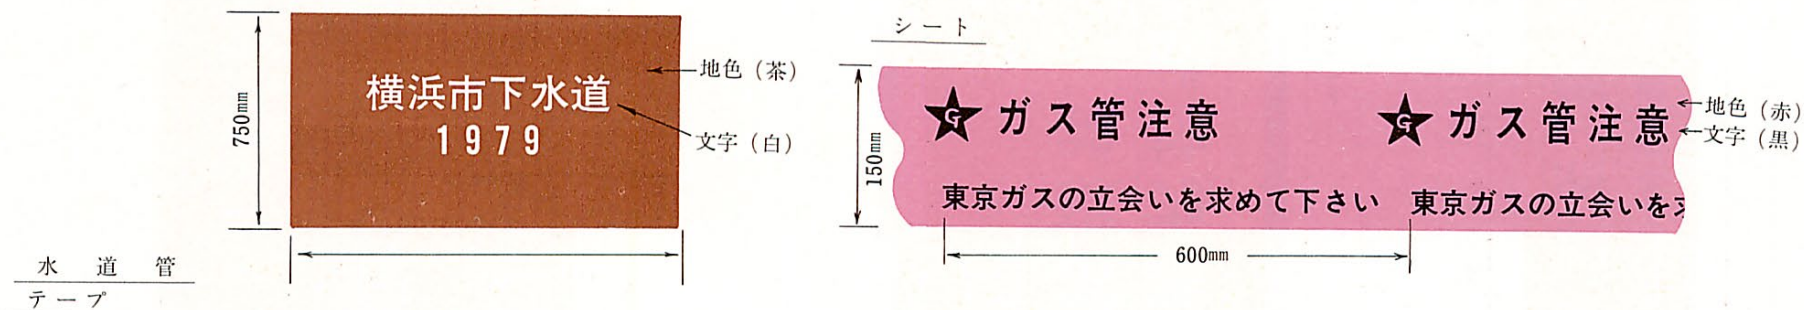 750mm
横浜市下水道
1979
地色（茶）
文字（白）
水道管
テープ
シート
150mm
G ガス管注意 G ガス管注意
東京ガスの立会いを求めて下さい 東京ガスの立会いを
地色（赤）
文字（黒）
600mm